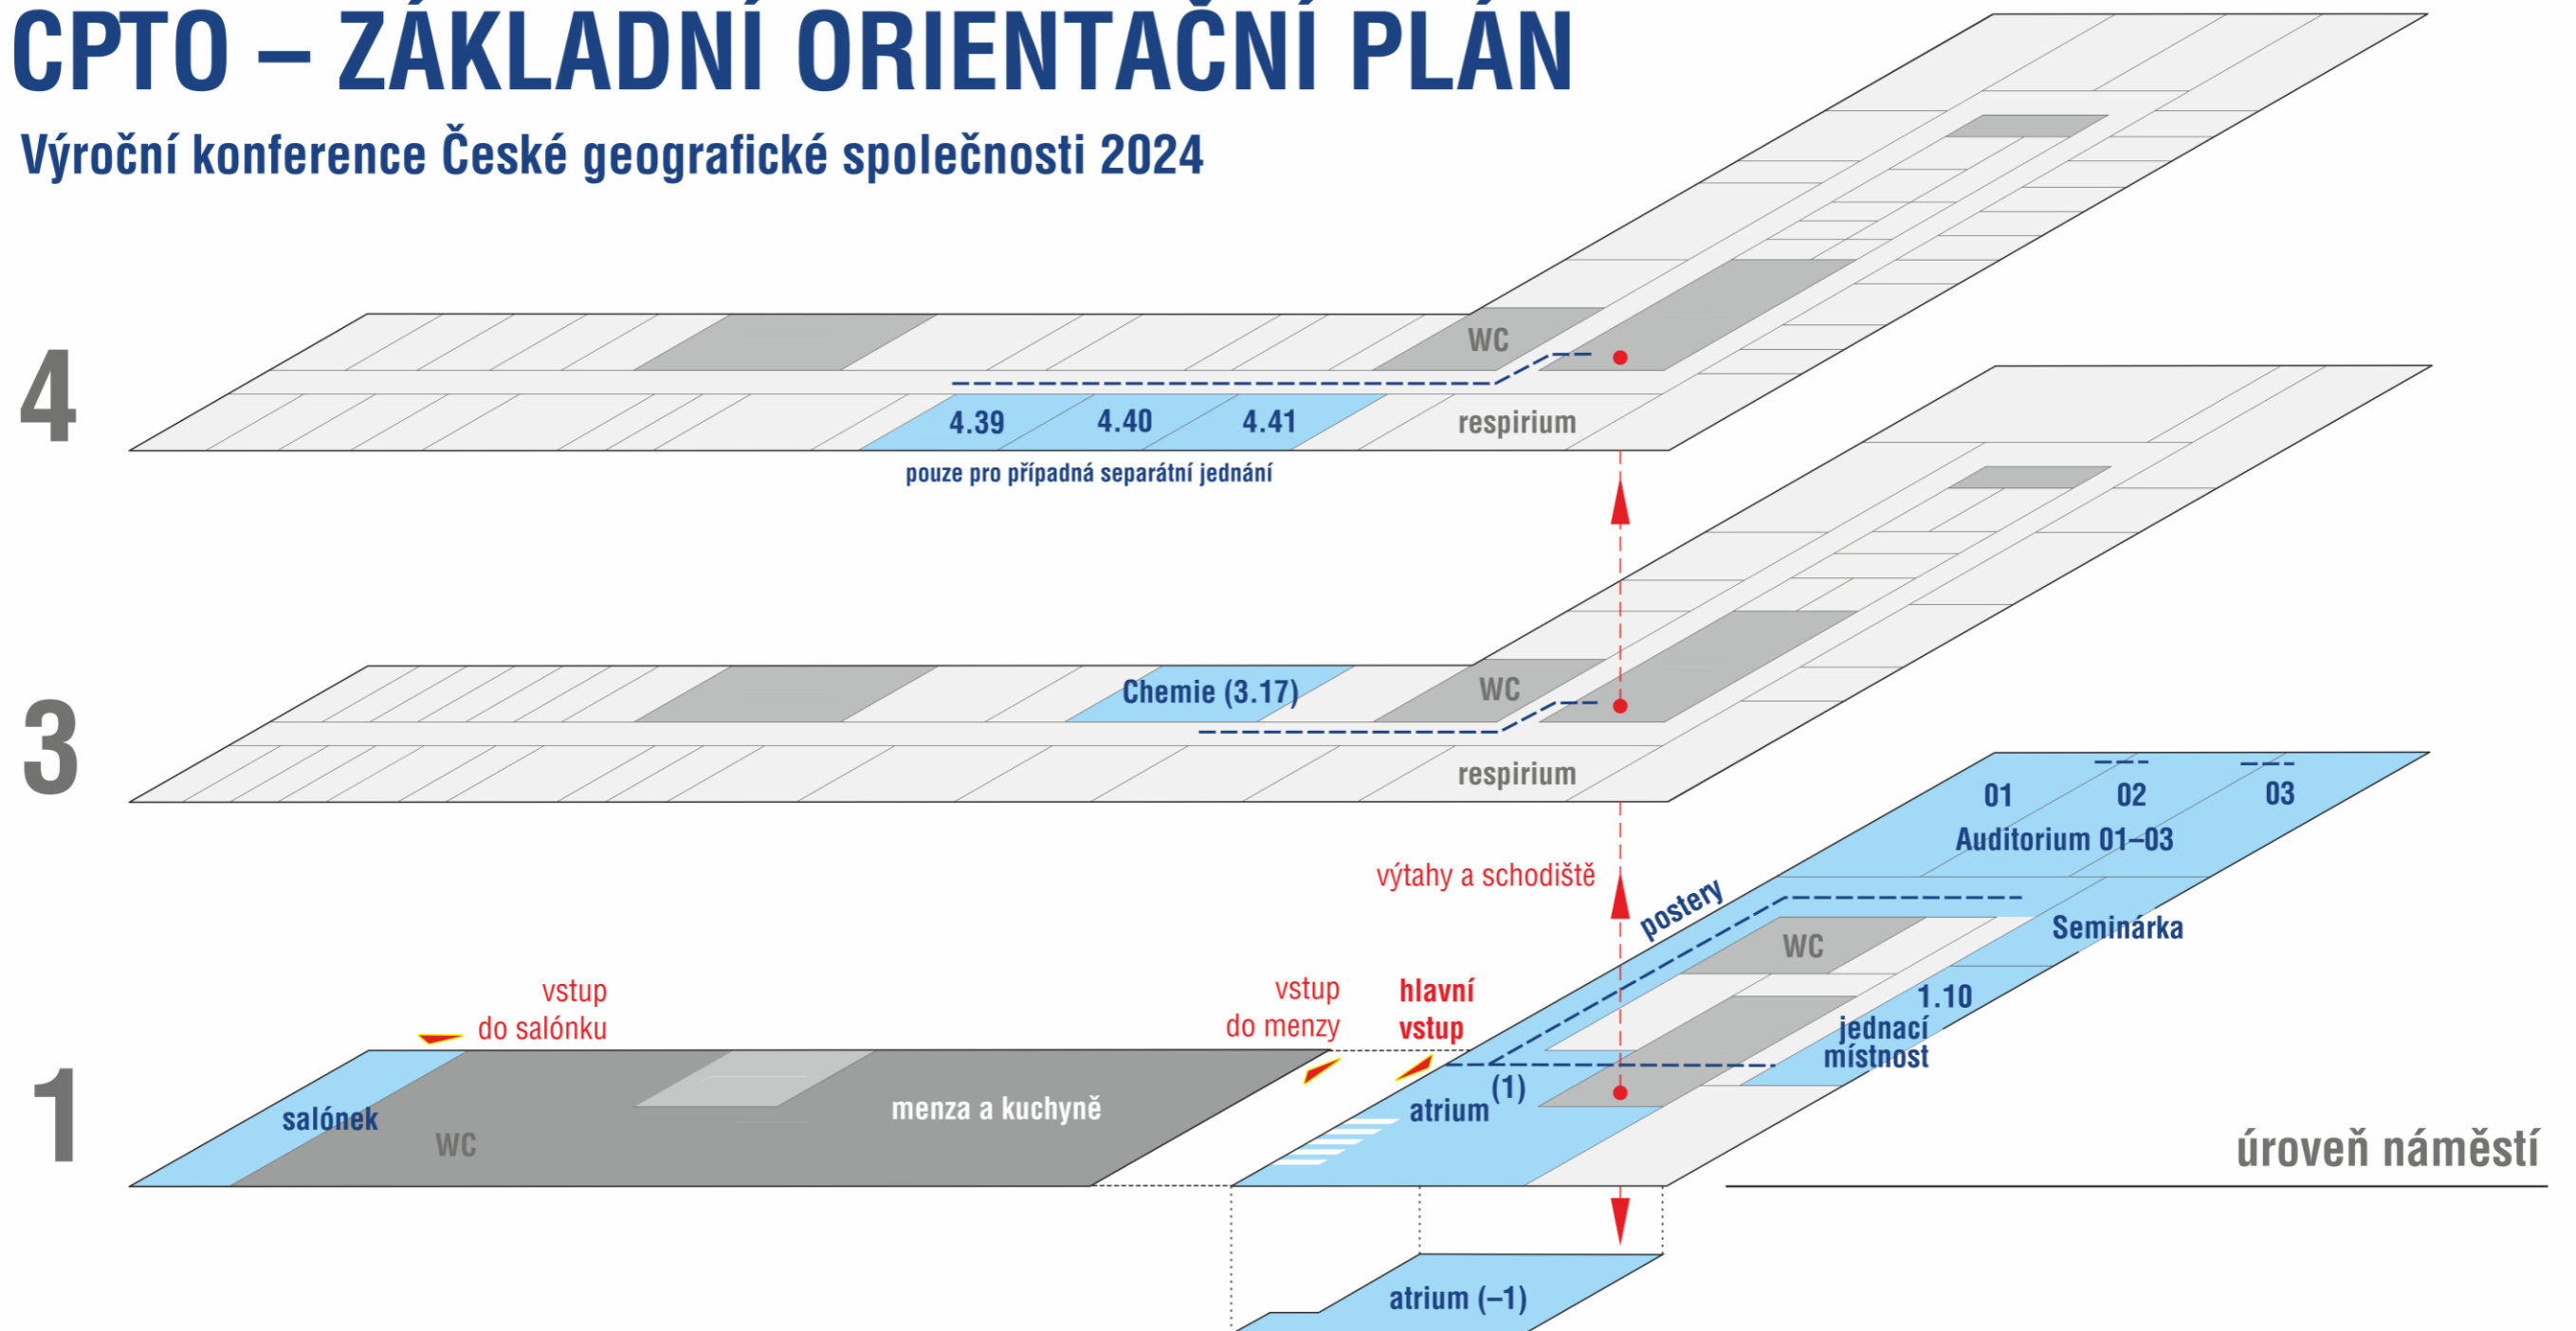 CPTO – ZÁKLADNÍ ORIENTAČNÍ PLÁN
Výroční konference České geografické společnosti 2024
4
WC
4.39
4.40
4.41
respirium
pouze pro případná separátní jednání
3
Chemie (3.17)
WC
respirium
výtahy a schodiště
01
02
03
Auditorium 01–03
postery
WC
Seminárka
1.10
jednací
místnost
1
vstup
do salónku
vstup
do menzy
hlavní
vstup
salónek
WC
menza a kuchyně
atrium (1)
úroveň náměstí
atrium (–1)